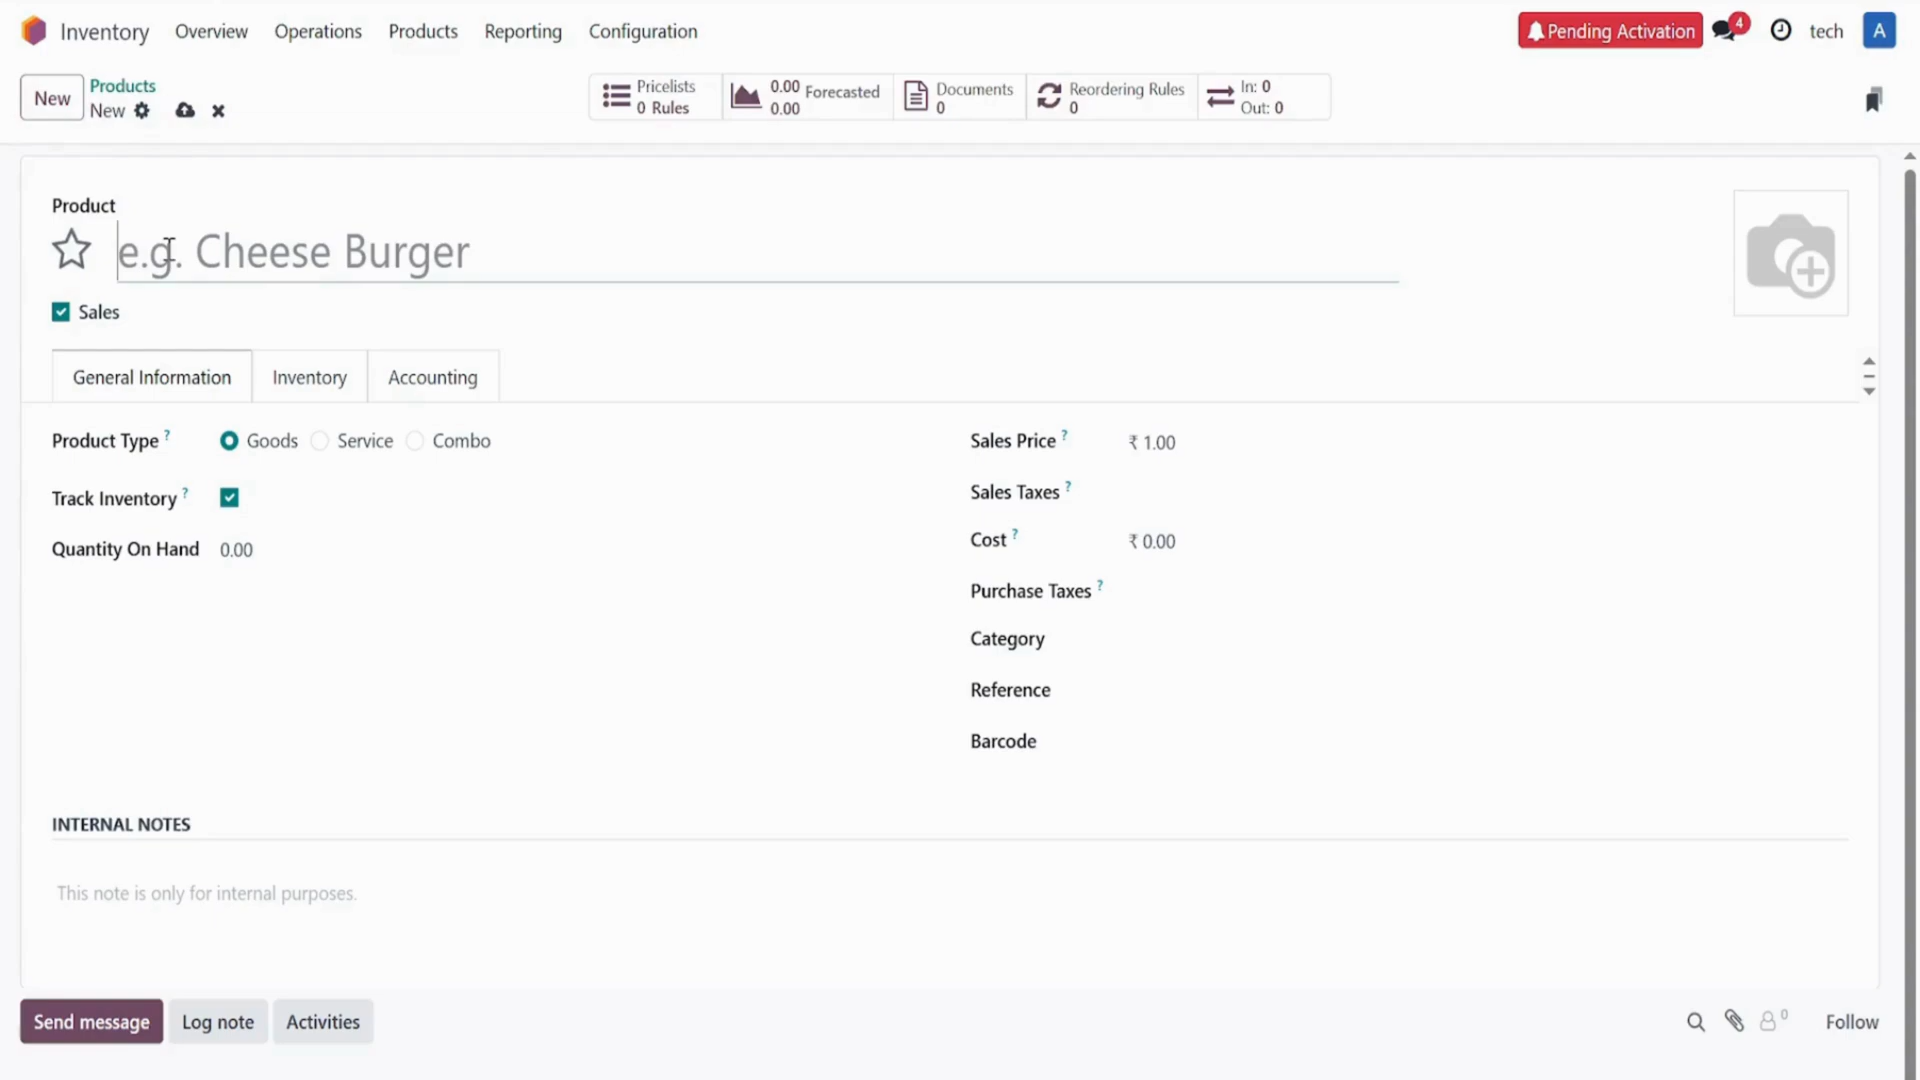 Inventory Overview Operations Products Reporting Configuration Pending Activation 4 tech A
New Products
New
Pricelists
0 Rules
0.00 Forecasted
0.00
Documents
0
Reordering Rules
0
In: 0
Out: 0
Product
e.g. Cheese Burger
Sales
General Information Inventory Accounting
Product Type ? Goods Service Combo
Track Inventory ?
Quantity On Hand 0.00
Sales Price ? ₹ 1.00
Sales Taxes ?
Cost ? ₹ 0.00
Purchase Taxes ?
Category
Reference
Barcode
INTERNAL NOTES
This note is only for internal purposes.
Send message Log note Activities 0 Follow